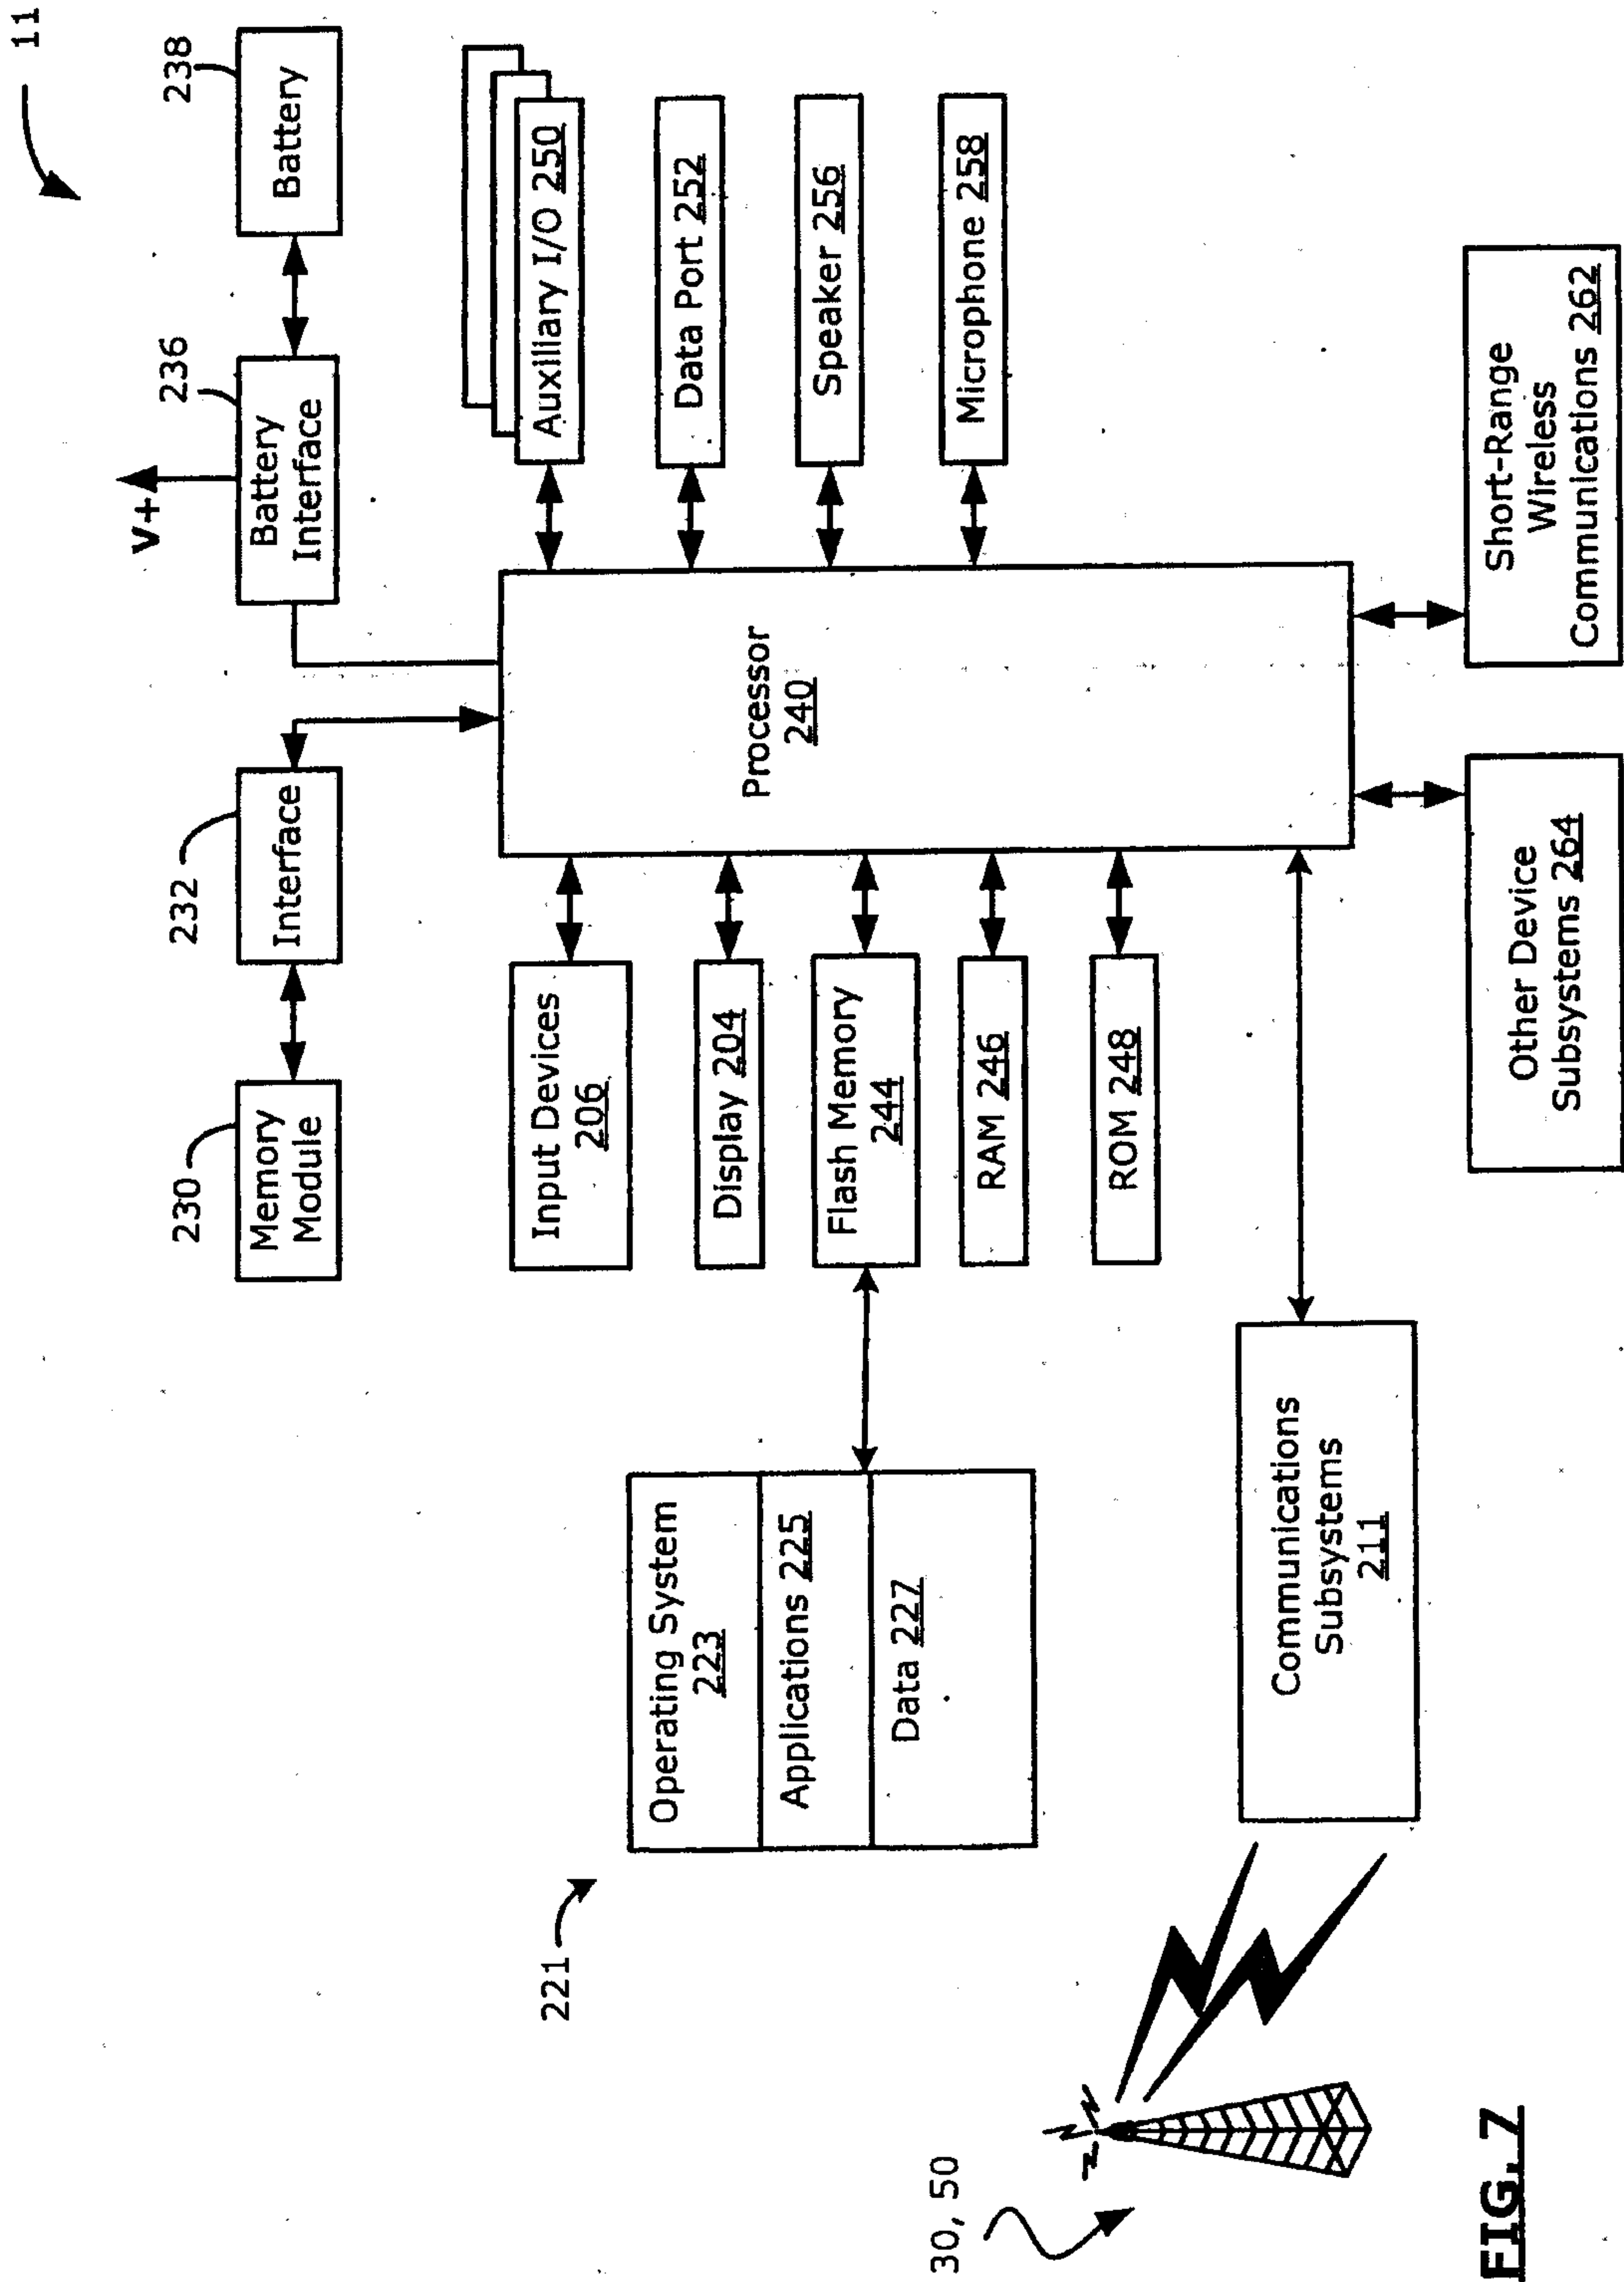 11
238
Battery
236
Battery
Interface
V+
232
Interface
230
Memory
Module
Auxiliary I/O 250
Data Port 252
Speaker 256
Microphone 258
Processor
240
Input Devices
206
Display 204
Flash Memory
244
RAM 246
ROM 248
Short-Range
Wireless
Communications 262
Other Device
Subsystems 264
221
Operating System
223
Applications 225
Data 227
Communications
Subsystems
211
30, 50
FIG. 7